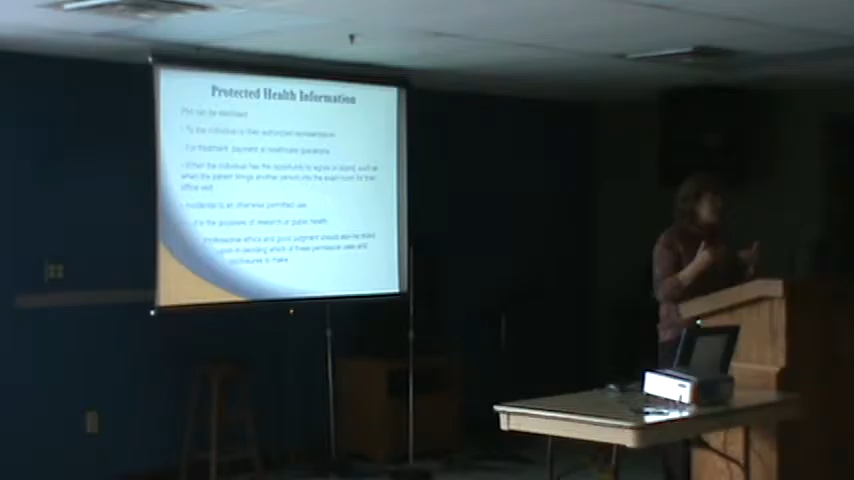 Protected Health Information
PHI can be disclosed:
- To the individual or their authorized representative
- For treatment, payment or healthcare operations
- When the individual has the opportunity to agree or object, such as
when the patient brings another person into the exam room for their
office visit
- Incidental to an otherwise permitted use
for the purposes of research or public health
Professional ethics and good judgment should also be relied
upon in deciding which of these permissive uses and
disclosures to make